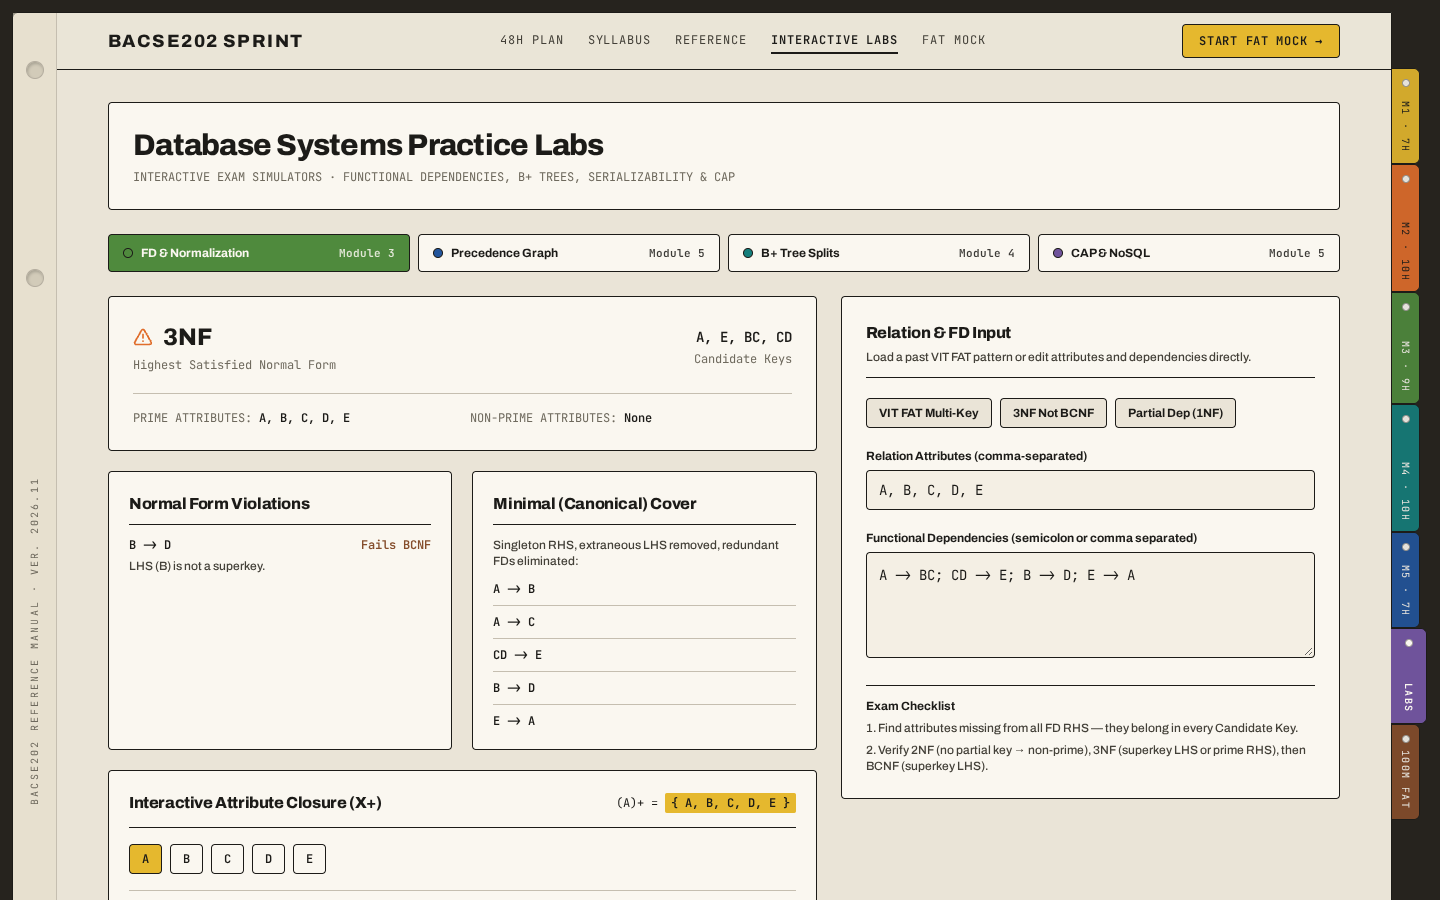 BACSE202 SPRINT
48H PLAN
SYLLABUS
REFERENCE
INTERACTIVE LABS
FAT MOCK
START FAT MOCK →
Database Systems Practice Labs
INTERACTIVE EXAM SIMULATORS · FUNCTIONAL DEPENDENCIES, B+ TREES, SERIALIZABILITY & CAP
FD & Normalization Module 3
Precedence Graph Module 5
B+ Tree Splits Module 4
CAP & NoSQL Module 5
3NF
Highest Satisfied Normal Form
A, E, BC, CD
Candidate Keys
PRIME ATTRIBUTES: A, B, C, D, E
NON-PRIME ATTRIBUTES: None
Normal Form Violations
B → D Fails BCNF
LHS (B) is not a superkey.
Minimal (Canonical) Cover
Singleton RHS, extraneous LHS removed, redundant
FDs eliminated:
A → B
A → C
CD → E
B → D
E → A
Interactive Attribute Closure (X+)
(A)+ = { A, B, C, D, E }
A B C D E
Relation & FD Input
Load a past VIT FAT pattern or edit attributes and dependencies directly.
VIT FAT Multi-Key
3NF Not BCNF
Partial Dep (1NF)
Relation Attributes (comma-separated)
A, B, C, D, E
Functional Dependencies (semicolon or comma separated)
A → BC; CD → E; B → D; E → A
Exam Checklist
1. Find attributes missing from all FD RHS — they belong in every Candidate Key.
2. Verify 2NF (no partial key → non-prime), 3NF (superkey LHS or prime RHS), then
BCNF (superkey LHS).
BACSE202 REFERENCE MANUAL · VER. 2026.11
M1 · 7H
M2 · 10H
M3 · 9H
M4 · 10H
M5 · 7H
LABS
100M FAT